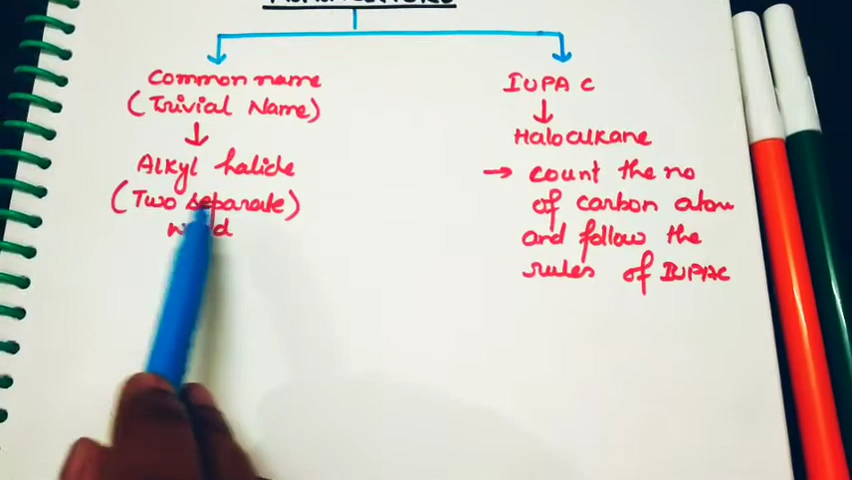 Common name
(Trivial Name)
Alkyl halide
(Two separate)
IUPAC
Haloalkane
→ count the no
of carbon atom
and follow the
rules of IUPAC